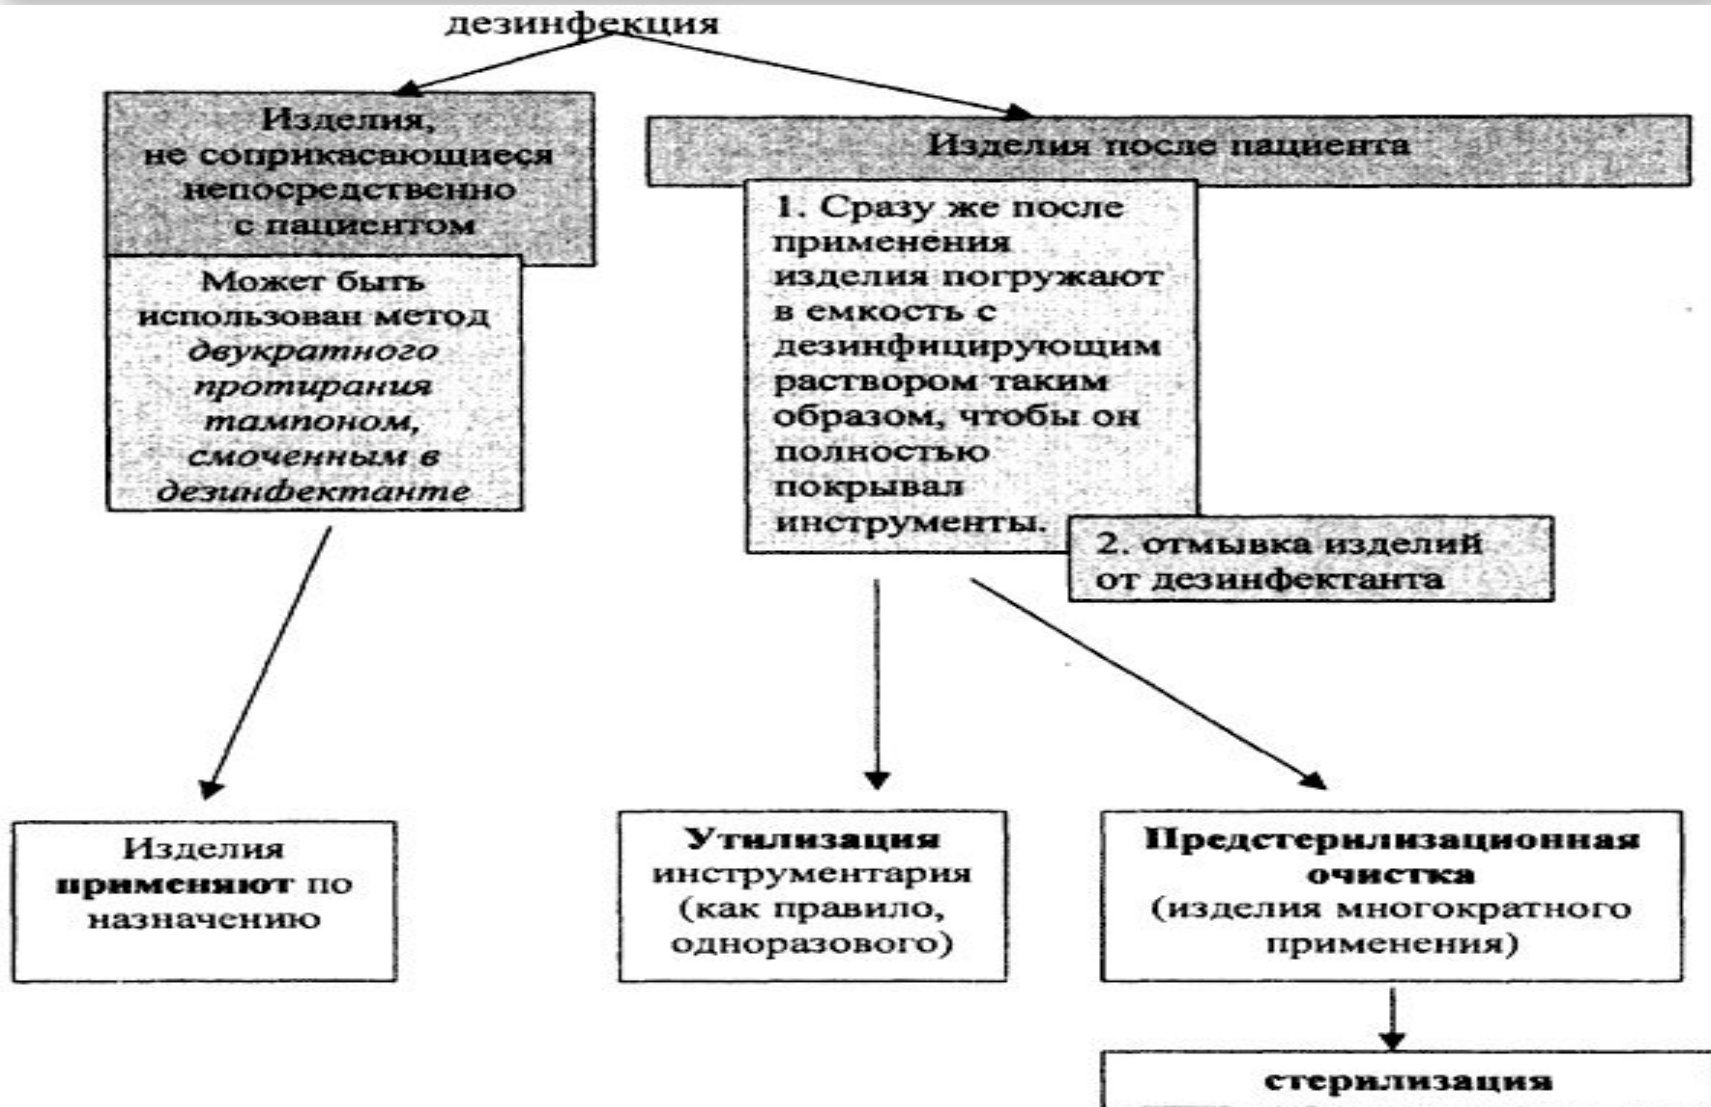 дезинфекция
Изделия,
не соприкасающиеся
непосредственно
с пациентом
Может быть
использован метод
двукратного
протирания
тампоном,
смоченным в
дезинфектанте
Изделия
применяют по
назначению
Изделия после пациента
1. Сразу же после
применения
изделия погружают
в емкость с
дезинфицирующим
раствором таким
образом, чтобы он
полностью
покрывал
инструменты.
2. отмывка изделий
от дезинфектанта
Утилизация
инструментария
(как правило,
одноразового)
Предстерилизационная
очистка
(изделия многократного
применения)
стерилизация